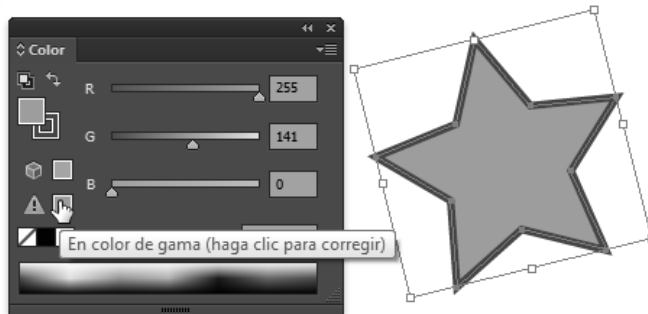 Color
R 255
G 141
B 0
En color de gama (haga clic para corregir)